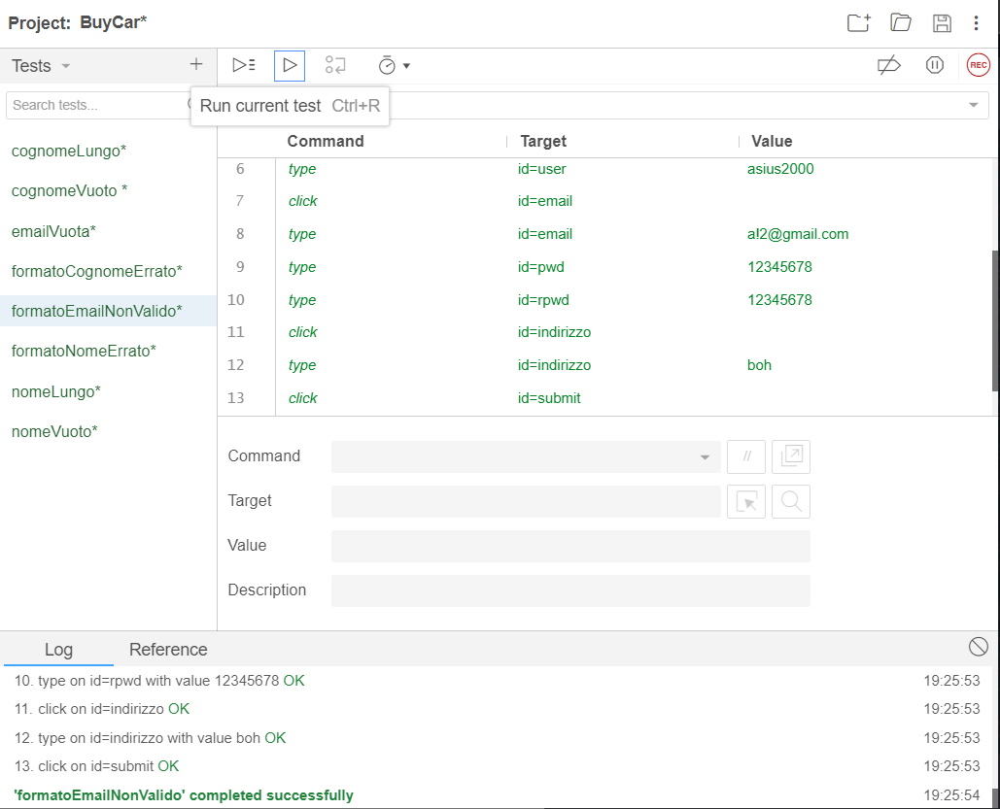 Project: BuyCar*
Tests
REC
Search tests...
Run current test Ctrl+R
Command Target Value
cognomeLungo*
cognomeVuoto *
emailVuota*
formatoCognomeErrato*
formatoEmailNonValido*
formatoNomeErrato*
nomeLungo*
nomeVuoto*
6 type id=user asius2000
7 click id=email
8 type id=email a!2@gmail.com
9 type id=pwd 12345678
10 type id=rpwd 12345678
11 click id=indirizzo
12 type id=indirizzo boh
13 click id=submit
Command //
Target
Value
Description
Log Reference
10. type on id=rpwd with value 12345678 OK 19:25:53
11. click on id=indirizzo OK 19:25:53
12. type on id=indirizzo with value boh OK 19:25:53
13. click on id=submit OK 19:25:53
'formatoEmailNonValido' completed successfully 19:25:54